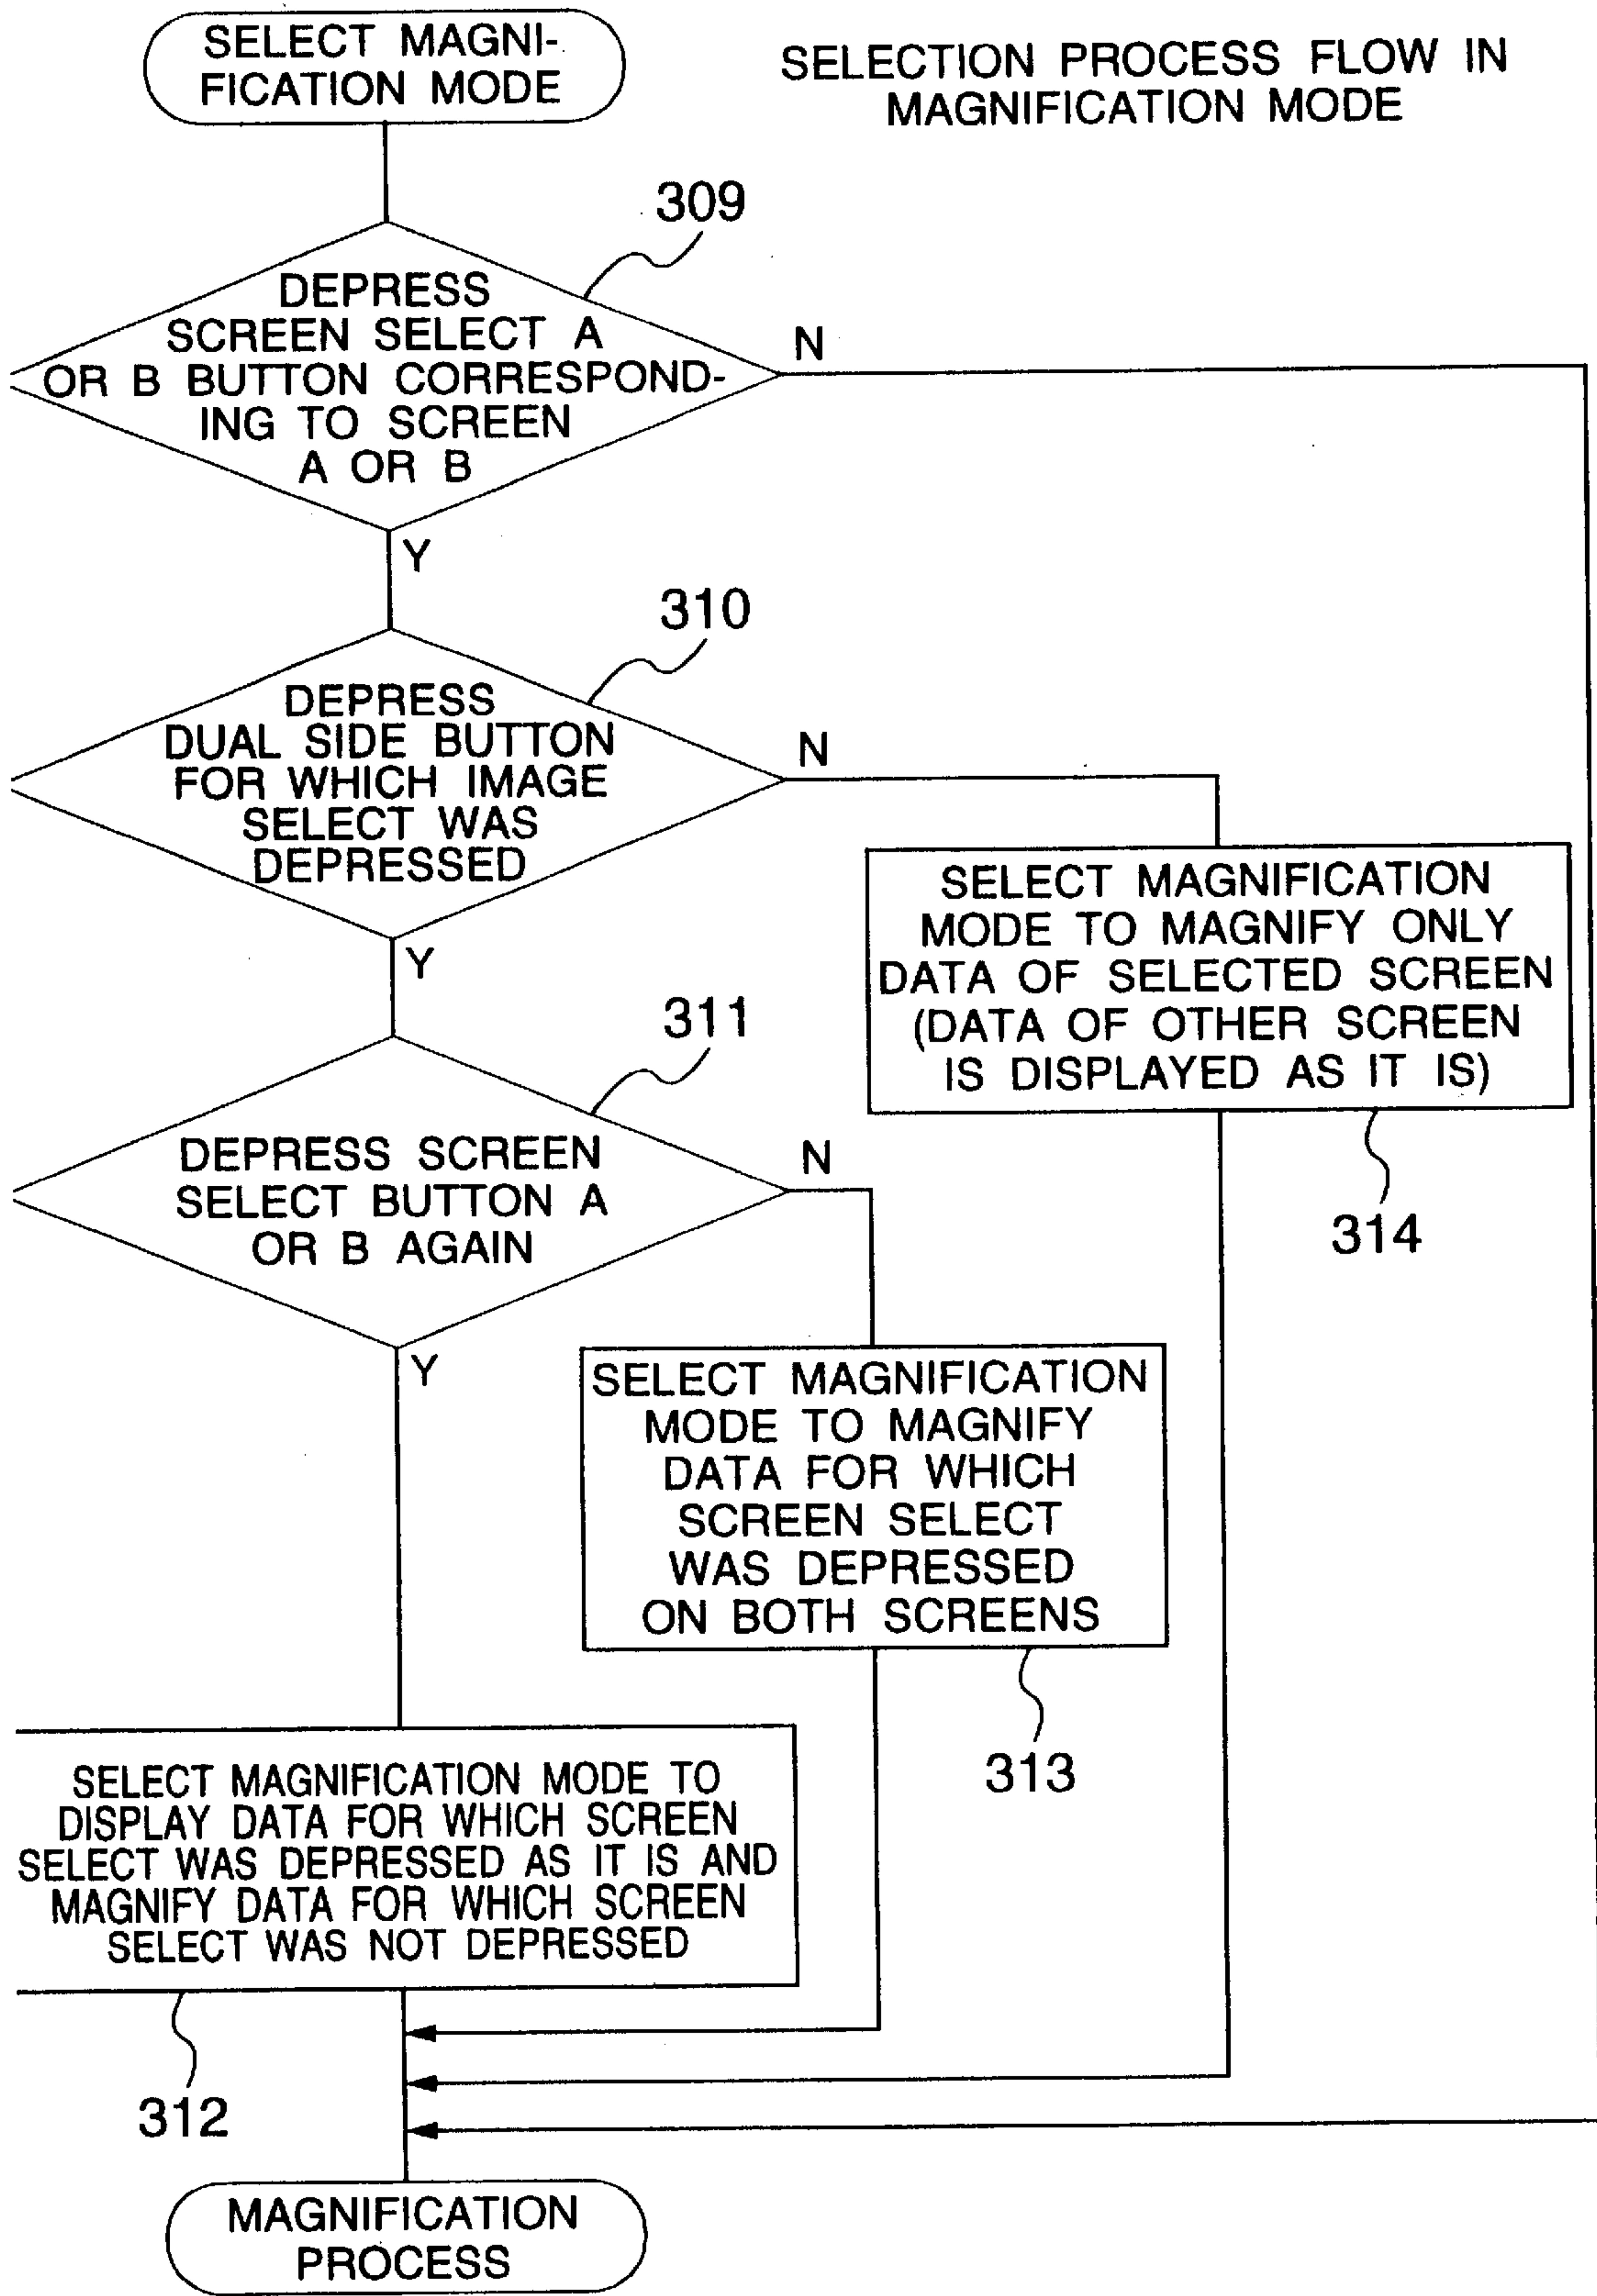 SELECT MAGNI-
FICATION MODE
SELECTION PROCESS FLOW IN
MAGNIFICATION MODE
309
DEPRESS
SCREEN SELECT A
OR B BUTTON CORRESPOND-
ING TO SCREEN
A OR B
N
Y
310
DEPRESS
DUAL SIDE BUTTON
FOR WHICH IMAGE
SELECT WAS
DEPRESSED
N
Y
SELECT MAGNIFICATION
MODE TO MAGNIFY ONLY
DATA OF SELECTED SCREEN
(DATA OF OTHER SCREEN
IS DISPLAYED AS IT IS)
314
311
DEPRESS SCREEN
SELECT BUTTON A
OR B AGAIN
N
Y
SELECT MAGNIFICATION
MODE TO MAGNIFY
DATA FOR WHICH
SCREEN SELECT
WAS DEPRESSED
ON BOTH SCREENS
313
SELECT MAGNIFICATION MODE TO
DISPLAY DATA FOR WHICH SCREEN
SELECT WAS DEPRESSED AS IT IS AND
MAGNIFY DATA FOR WHICH SCREEN
SELECT WAS NOT DEPRESSED
312
MAGNIFICATION
PROCESS